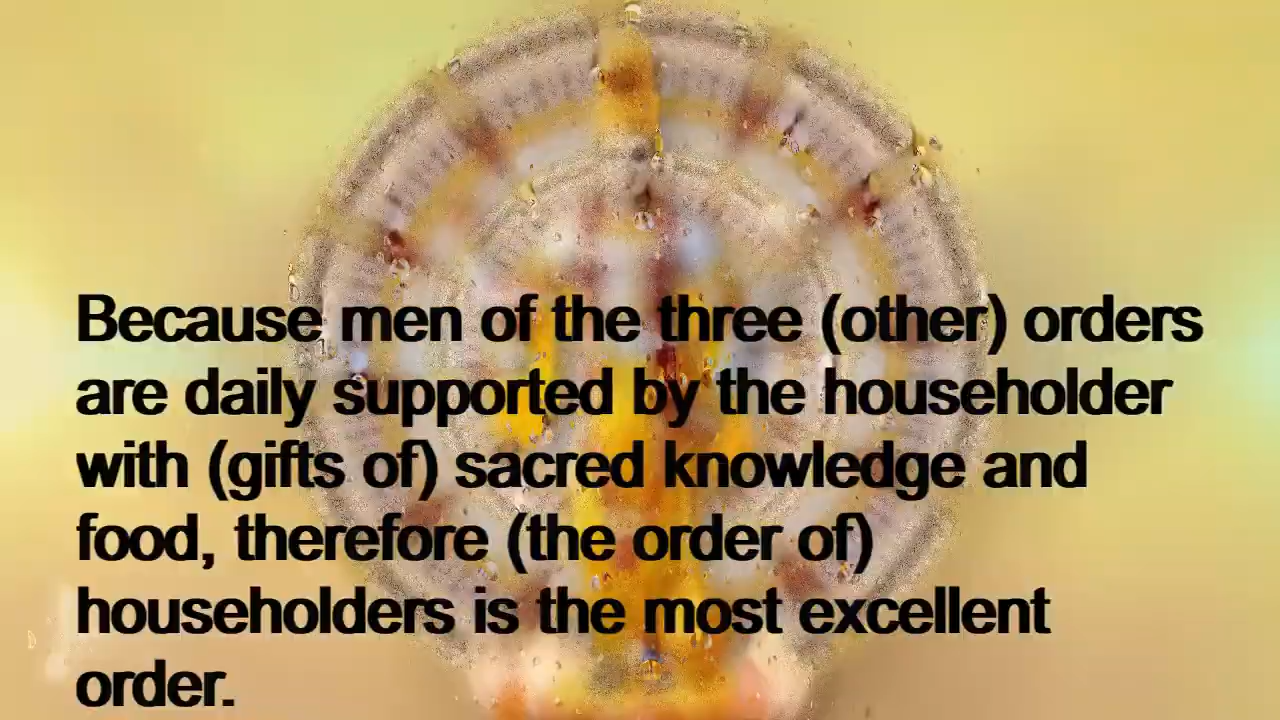 Because men of the three (other) orders
are daily supported by the householder
with (gifts of) sacred knowledge and
food, therefore (the order of)
householders is the most excellent
order.